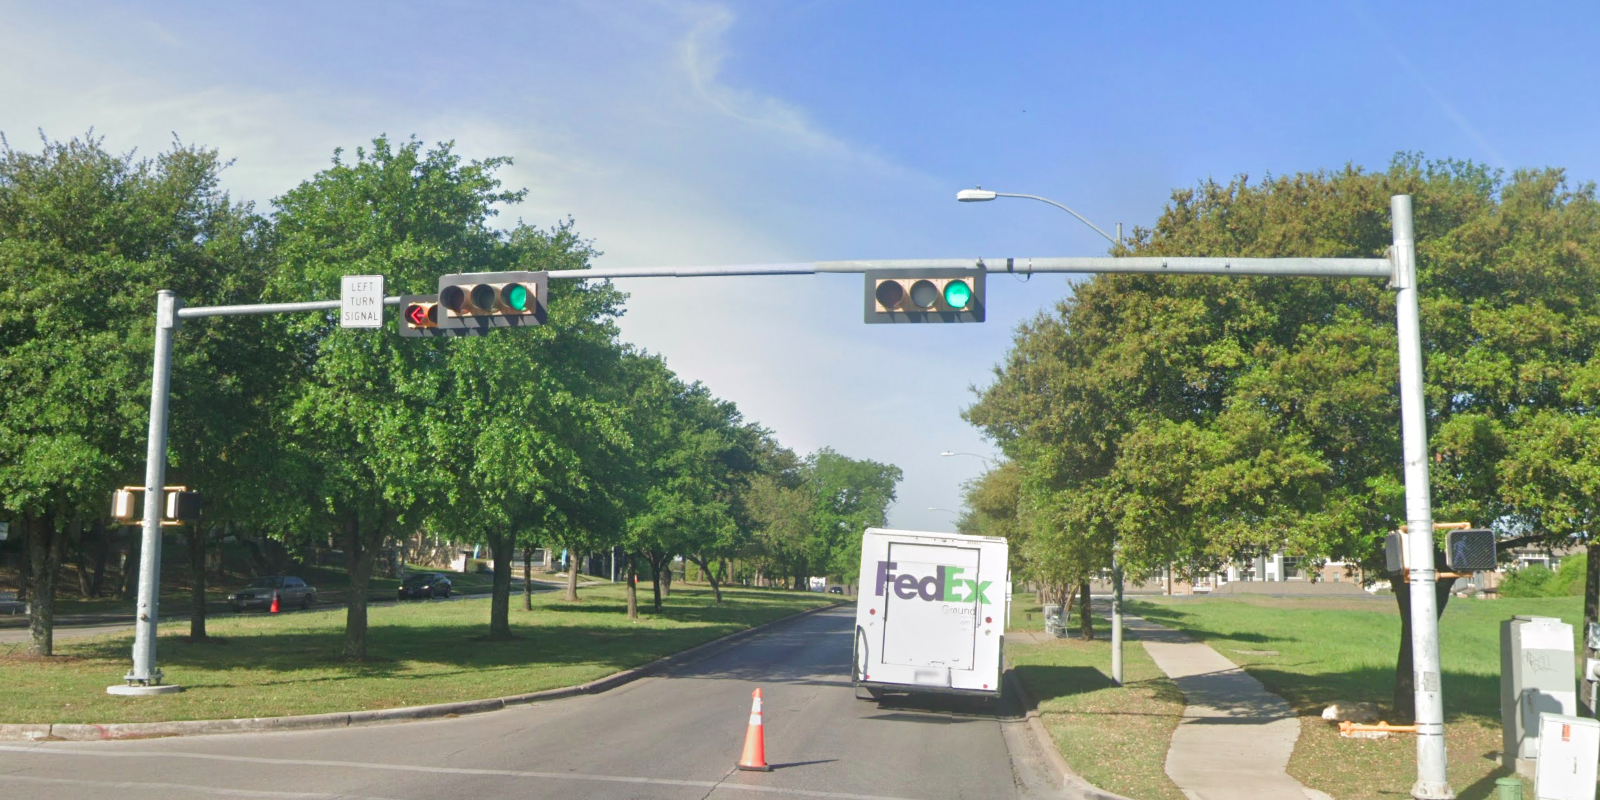 LEFT
TURN
SIGNAL
FedEx
Ground